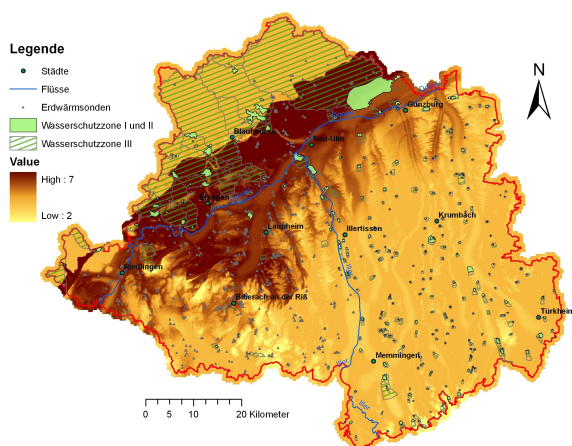 Legende
Städte
Flüsse
Erdwärmsonden
Wasserschutzzone I und II
Wasserschutzzone III
Value
High : 7
Low : 2
N
Günzburg
Blaubeuren
Neu-Ulm
Ehingen
Krumbach
Laupheim
Illertissen
Riedlingen
Biberach an der Riß
Türkheim
Memmingen
Iller
0 5 10 20 Kilometer